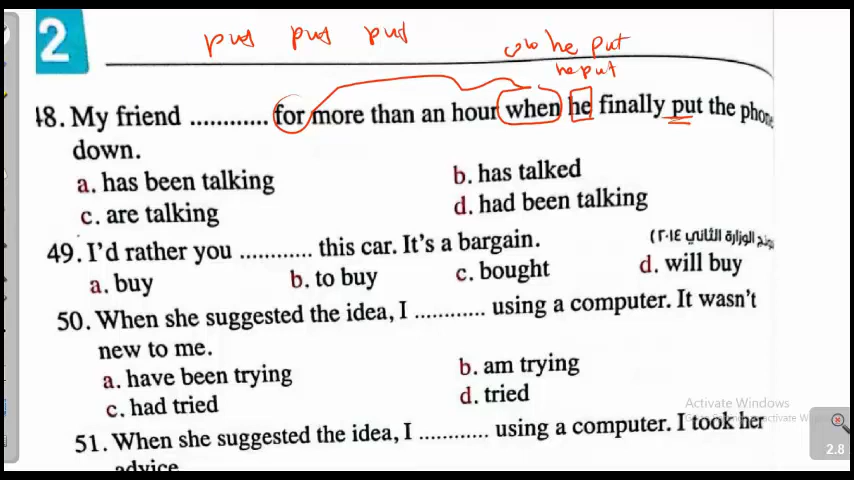 2
put put put
he put
he put
48. My friend ............ for more than an hour when he finally put the phone
down.
a. has been talking b. has talked
c. are talking d. had been talking
49. I'd rather you ............ this car. It's a bargain. الوزارة الثاني ٢٠١٤)
a. buy b. to buy c. bought d. will buy
50. When she suggested the idea, I ............ using a computer. It wasn't
new to me.
a. have been trying b. am trying
c. had tried d. tried
Activate Windows
51. When she suggested the idea, I ............ using a computer. I took her
advice
2.8